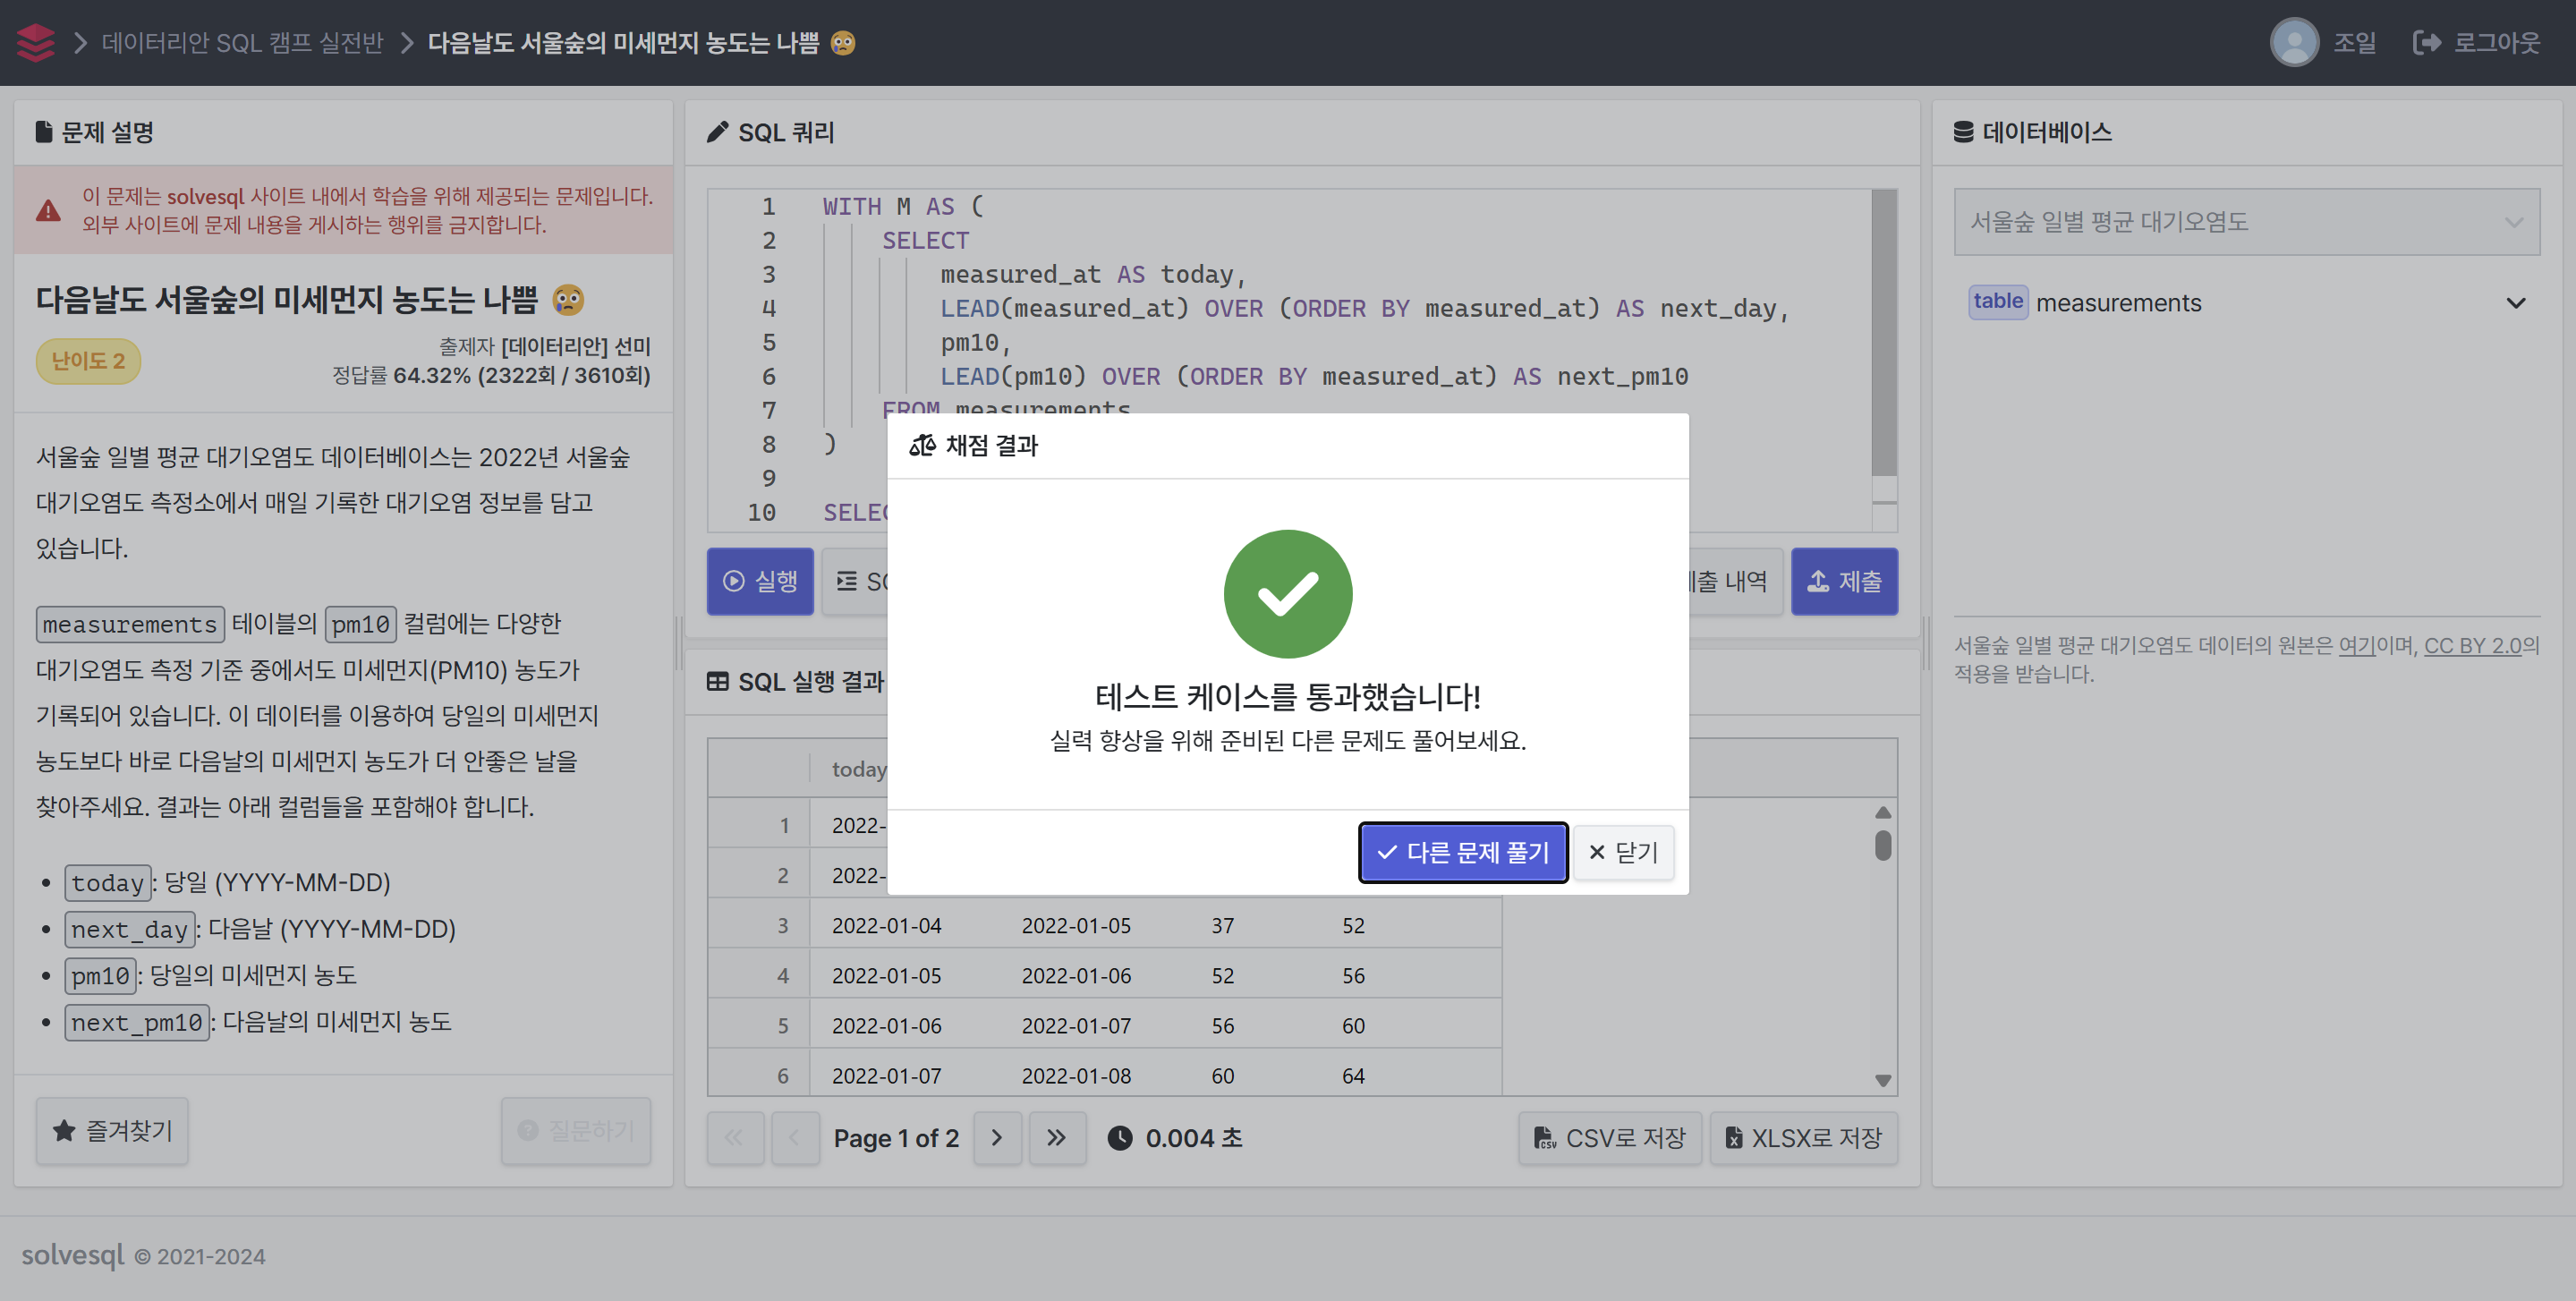 데이터리안 SQL 캠프 실전반
다음날도 서울숲의 미세먼지 농도는 나쁨 😢
조일
로그아웃
문제 설명
이 문제는 solvesql 사이트 내에서 학습을 위해 제공되는 문제입니다.
외부 사이트에 문제 내용을 게시하는 행위를 금지합니다.
다음날도 서울숲의 미세먼지 농도는 나쁨 😢
난이도 2
출제자 [데이터리안] 선미
정답률 64.32% (2322회 / 3610회)
서울숲 일별 평균 대기오염도 데이터베이스는 2022년 서울숲
대기오염도 측정소에서 매일 기록한 대기오염 정보를 담고
있습니다.
measurements 테이블의 pm10 컬럼에는 다양한
대기오염도 측정 기준 중에서도 미세먼지(PM10) 농도가
기록되어 있습니다. 이 데이터를 이용하여 당일의 미세먼지
농도보다 바로 다음날의 미세먼지 농도가 더 안좋은 날을
찾아주세요. 결과는 아래 컬럼들을 포함해야 합니다.
today: 당일 (YYYY-MM-DD)
next_day: 다음날 (YYYY-MM-DD)
pm10: 당일의 미세먼지 농도
next_pm10: 다음날의 미세먼지 농도
즐겨찾기
질문하기
SQL 쿼리
1 WITH M AS (
2 SELECT
3 measured_at AS today,
4 LEAD(measured_at) OVER (ORDER BY measured_at) AS next_day,
5 pm10,
6 LEAD(pm10) OVER (ORDER BY measured_at) AS next_pm10
7 FROM measurements
8 )
9
10 SELEC
실행
제출 내역
제출
채점 결과
테스트 케이스를 통과했습니다!
실력 향상을 위해 준비된 다른 문제도 풀어보세요.
다른 문제 풀기
닫기
SQL 실행 결과
today
1 2022-
2 2022-
3 2022-01-04 2022-01-05 37 52
4 2022-01-05 2022-01-06 52 56
5 2022-01-06 2022-01-07 56 60
6 2022-01-07 2022-01-08 60 64
Page 1 of 2
0.004 초
CSV로 저장
XLSX로 저장
데이터베이스
서울숲 일별 평균 대기오염도
table measurements
서울숲 일별 평균 대기오염도 데이터의 원본은 여기이며, CC BY 2.0의
적용을 받습니다.
solvesql © 2021-2024